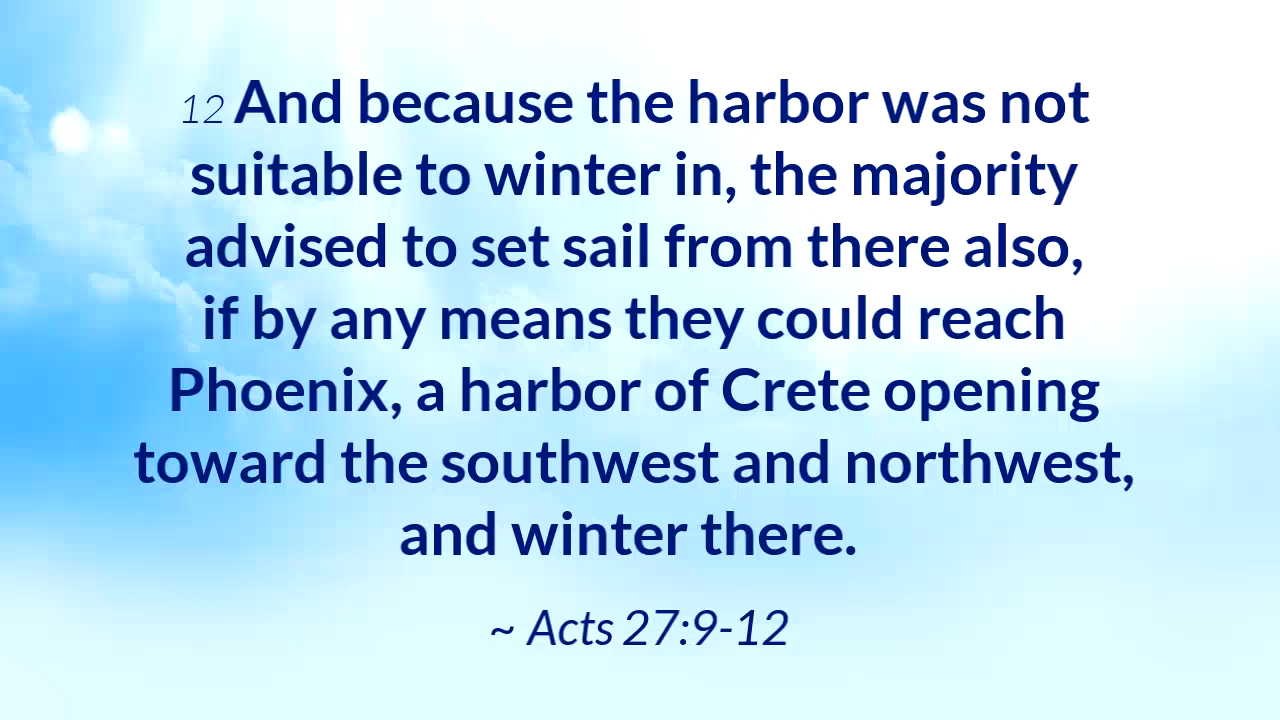 12 And because the harbor was not
suitable to winter in, the majority
advised to set sail from there also,
if by any means they could reach
Phoenix, a harbor of Crete opening
toward the southwest and northwest,
and winter there.
~ Acts 27:9-12